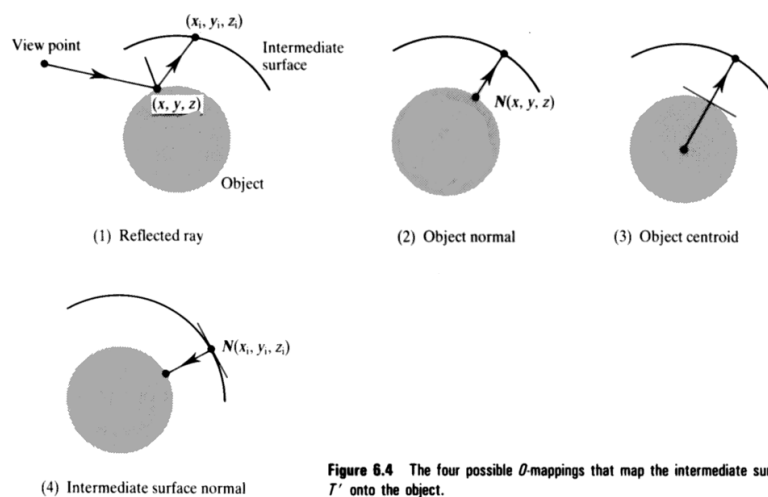 (xi, yi, zi)
View point
Intermediate
surface
(x, y, z)
Object
(1) Reflected ray
N(x, y, z)
(2) Object normal
(3) Object centroid
N(xi, yi, zi)
(4) Intermediate surface normal
Figure 6.4 The four possible O-mappings that map the intermediate
T′ onto the object.